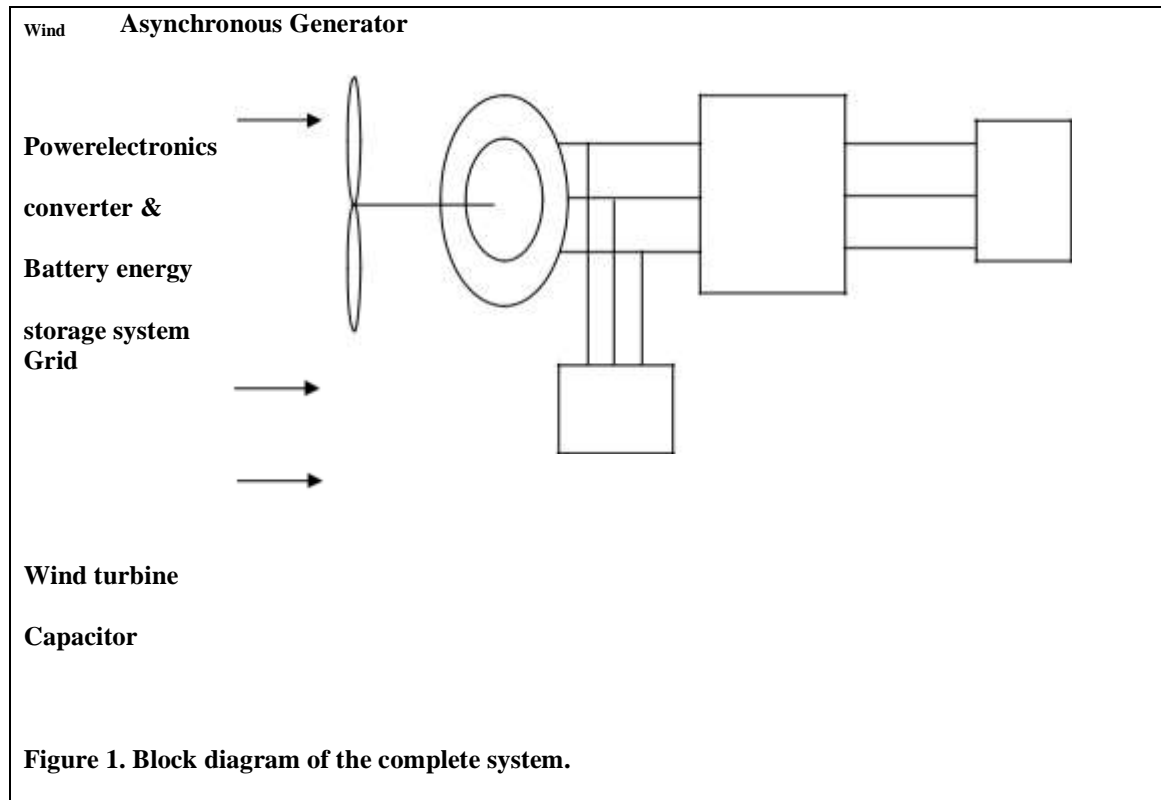 Wind Asynchronous Generator
Powerelectronics
converter &
Battery energy
storage system
Grid
Wind turbine
Capacitor
Figure 1. Block diagram of the complete system.